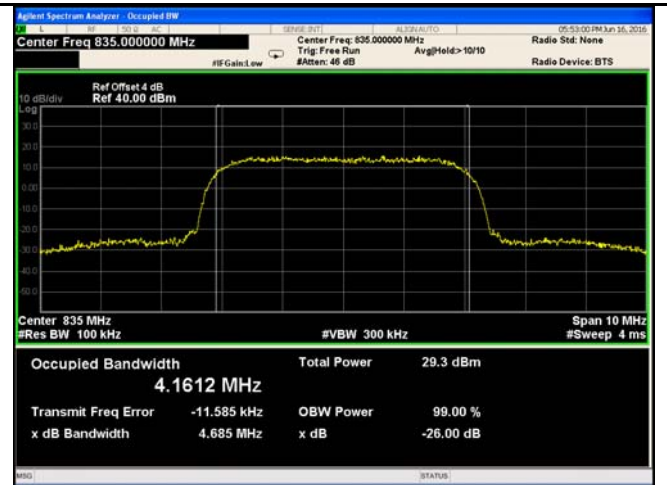 Agilent Spectrum Analyzer - Occupied BW
L RF 50 Ω AC SENSE:INT ALIGN AUTO 05:53:00 PM Jun 16, 2016
Center Freq 835.000000 MHz Center Freq: 835.000000 MHz Radio Std: None
Trig: Free Run Avg|Hold:> 10/10
#IFGain:Low #Atten: 46 dB Radio Device: BTS
Ref Offset 4 dB
10 dB/div Ref 40.00 dBm
Log
30.0
20.0
10.0
0.00
-10.0
-20.0
-30.0
-40.0
-50.0
Center 835 MHz Span 10 MHz
#Res BW 100 kHz #VBW 300 kHz #Sweep 4 ms
Occupied Bandwidth Total Power 29.3 dBm
4.1612 MHz
Transmit Freq Error -11.585 kHz OBW Power 99.00 %
x dB Bandwidth 4.685 MHz x dB -26.00 dB
MSG STATUS